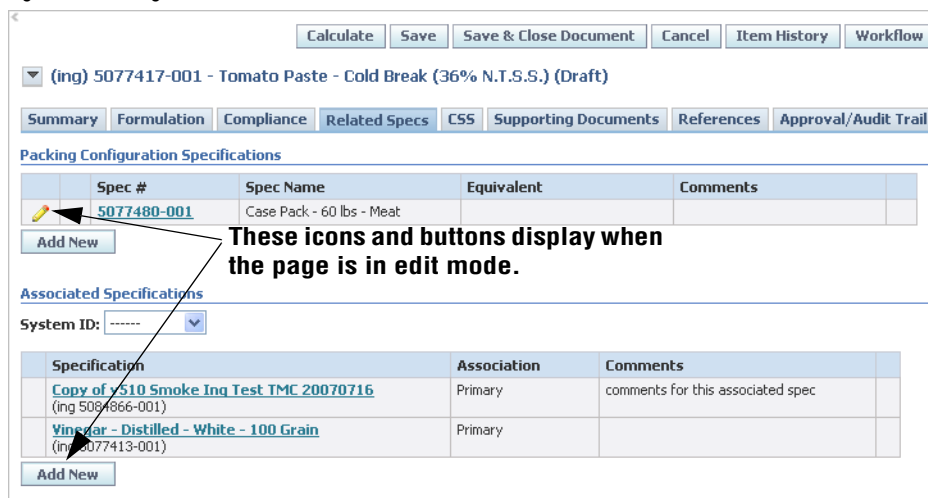 Calculate Save Save & Close Document Cancel Item History Workflow
(ing) 5077417-001 - Tomato Paste - Cold Break (36% N.T.S.S.) (Draft)
Summary Formulation Compliance Related Specs CSS Supporting Documents References Approval/Audit Trail
Packing Configuration Specifications
Spec # Spec Name Equivalent Comments
5077480-001 Case Pack - 60 lbs - Meat
Add New
These icons and buttons display when
the page is in edit mode.
Associated Specifications
System ID: ------
Specification Association Comments
Copy of v510 Smoke Ing Test TMC 20070716 Primary comments for this associated spec
(ing 5084866-001)
Vinegar - Distilled - White - 100 Grain Primary
(ing 5077413-001)
Add New